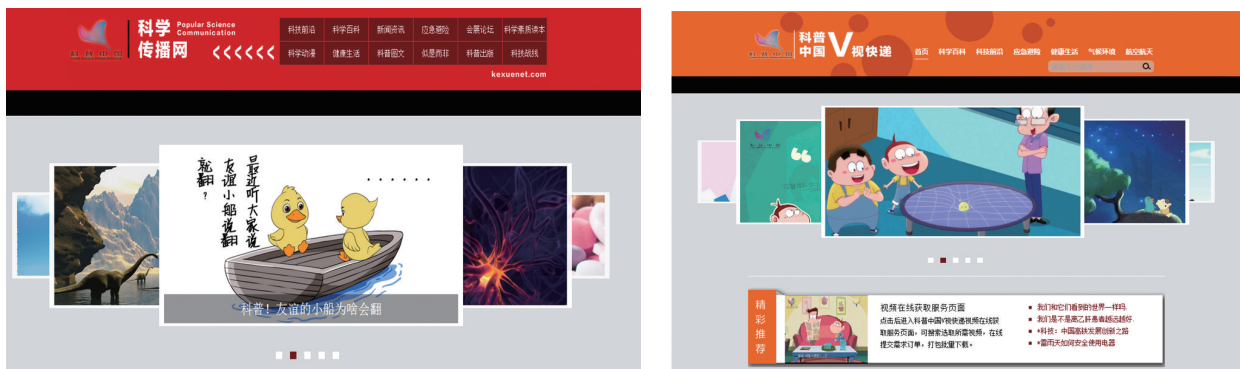 科学
传播网
Popular Science
Communication
科技前沿 科学百科 新闻资讯 应急避险 会展论坛 科学素质读本
科学动漫 健康生活 科普图文 似是而非 科普出版 科技战线
kexuenet.com
最近听大家说
友谊小船说翻
就翻?
······
科普！友谊的小船为啥会翻
科普
中国V视快递
首页 科学百科 科技前沿 应急避险 健康生活 气候环境 航空航天
精彩推荐
视频在线获取服务页面
点击后进入科普中国V视快递视频在线获
取服务页面，可搜索选取所需视频，在线
提交需求订单，打包批量下载。
我们和它们看到的世界一样吗
我们是不是离乙肝患者越远越好
*科技：中国高铁发展创新之路
*雷雨天如何安全使用电器